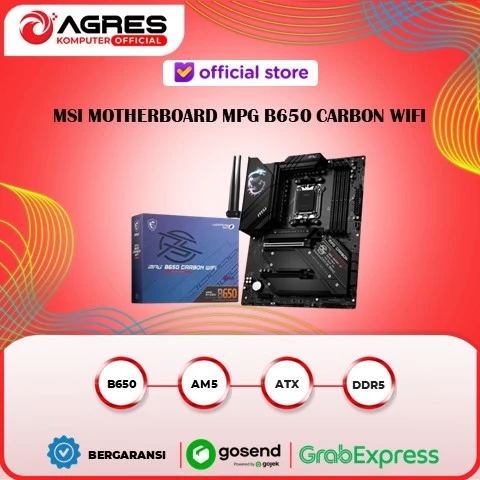 AGRES
KOMPUTER OFFICIAL
official store
MSI MOTHERBOARD MPG B650 CARBON WIFI
B650 CARBON WIFI
B650
B650
AM5
ATX
DDR5
BERGARANSI
gosend
Powered by gojek
GrabExpress